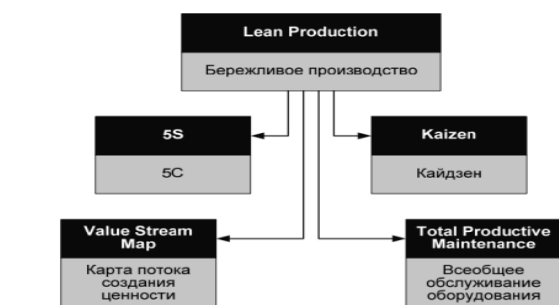 Lean Production
Бережливое производство
5S
5С
Kaizen
Кайдзен
Value Stream
Map
Карта потока
создания
ценности
Total Productive
Maintenance
Всеобщее
обслуживание
оборудования